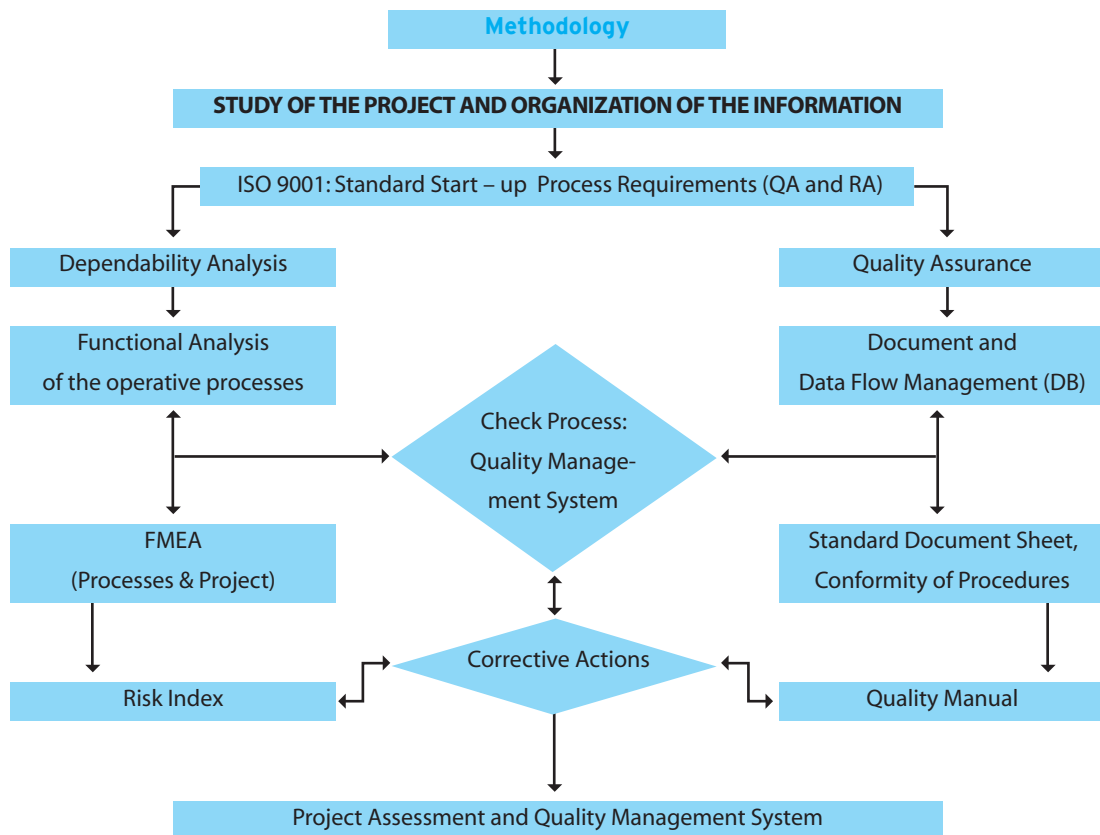 Methodology
STUDY OF THE PROJECT AND ORGANIZATION OF THE INFORMATION
ISO 9001: Standard Start – up Process Requirements (QA and RA)
Dependability Analysis
Quality Assurance
Functional Analysis
of the operative processes
Document and
Data Flow Management (DB)
Check Process:
Quality Manage-
ment System
FMEA
(Processes & Project)
Standard Document Sheet,
Conformity of Procedures
Corrective Actions
Risk Index
Quality Manual
Project Assessment and Quality Management System